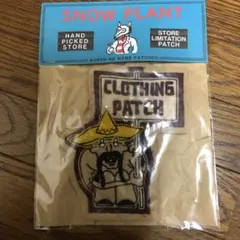 SNOW PLANT
HAND
PICKED
STORE
STORE
LIMITATION
PATCH
CLOTHING
PATCH